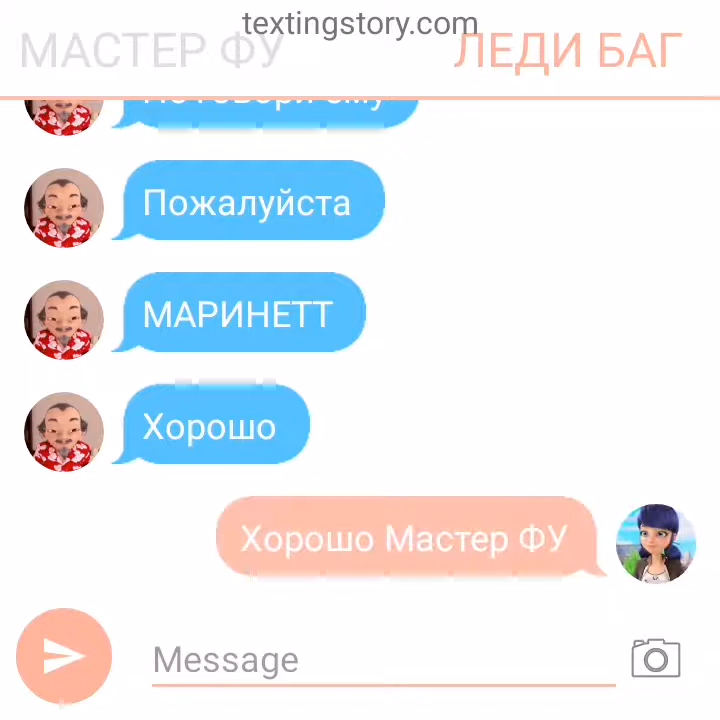 textingstory.com
МАСТЕР ФУ
ЛЕДИ БАГ
Пожалуйста
МАРИНЕТТ
Хорошо
Хорошо Мастер ФУ
Message